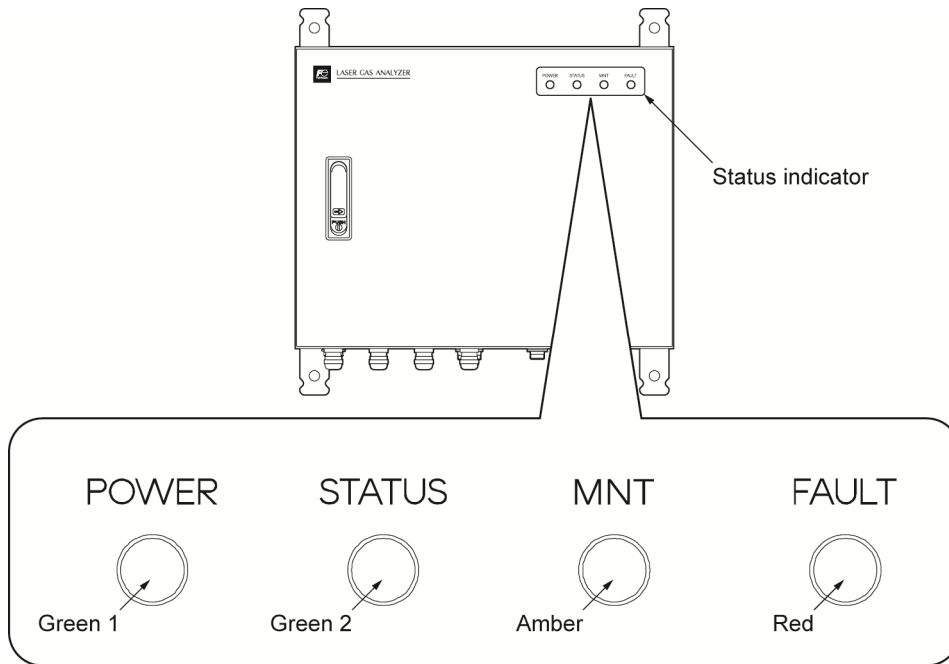 LASER GAS ANALYZER
POWER STATUS MNT FAULT
Status indicator
PUSH
POWER STATUS MNT FAULT
Green 1 Green 2 Amber Red